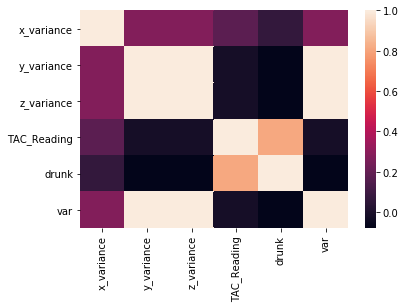 x_variance
y_variance
z_variance
TAC_Reading
drunk
var
x_variance
y_variance
z_variance
TAC_Reading
drunk
var
1.0
0.8
0.6
0.4
0.2
0.0